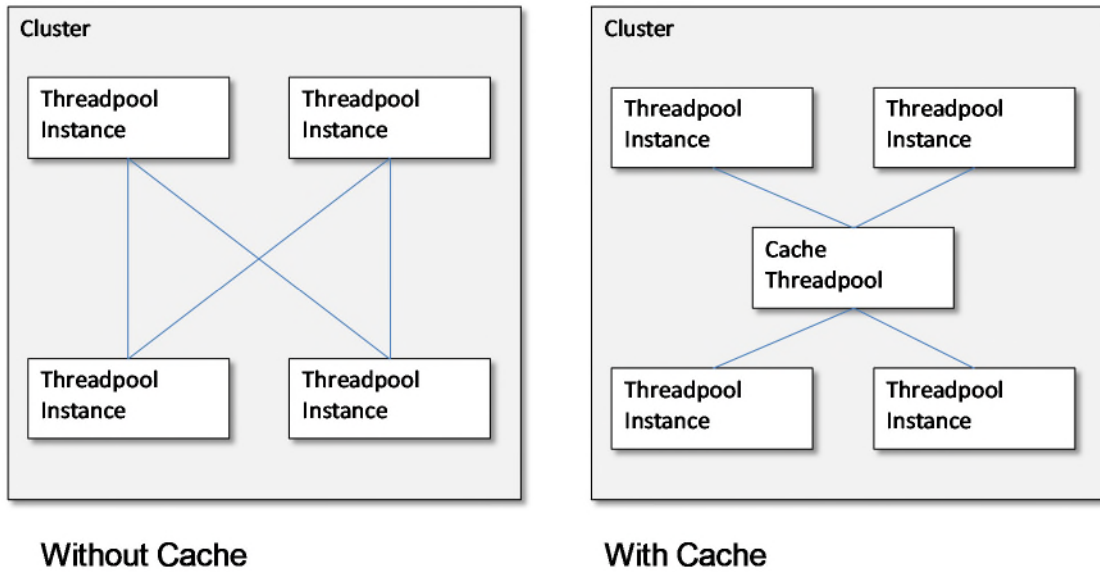 Cluster
Threadpool
Instance
Threadpool
Instance
Threadpool
Instance
Threadpool
Instance
Without Cache
Cluster
Threadpool
Instance
Threadpool
Instance
Cache
Threadpool
Threadpool
Instance
Threadpool
Instance
With Cache